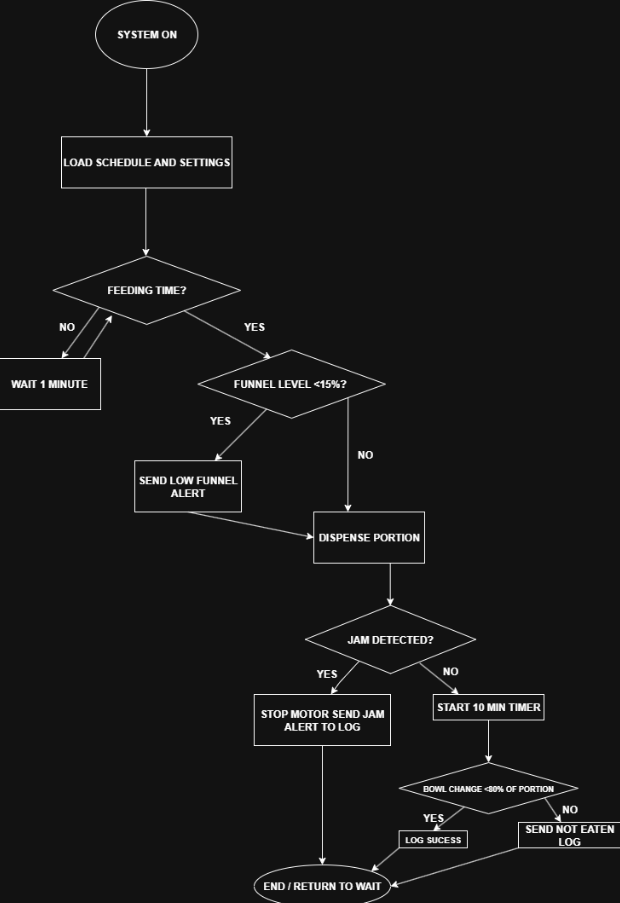 SYSTEM ON
LOAD SCHEDULE AND SETTINGS
FEEDING TIME?
NO
YES
WAIT 1 MINUTE
FUNNEL LEVEL <15%?
YES
NO
SEND LOW FUNNEL
ALERT
DISPENSE PORTION
JAM DETECTED?
YES
NO
STOP MOTOR SEND JAM
ALERT TO LOG
START 10 MIN TIMER
BOWL CHANGE <80% OF PORTION
YES
NO
LOG SUCESS
SEND NOT EATEN
LOG
END / RETURN TO WAIT